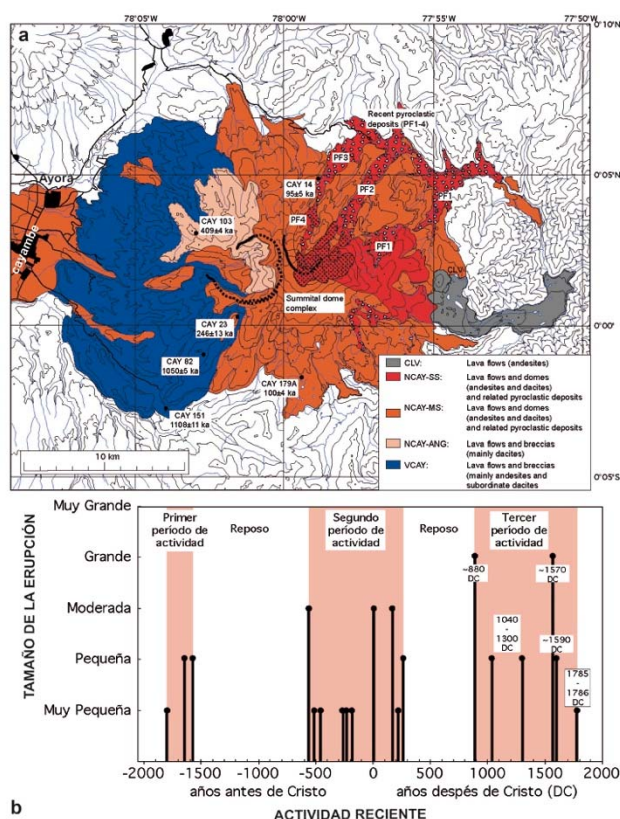 78°05'W
78°00'W
77°55'W
77°50'W
a
0°10'N
Recent pyroclastic
deposits (PF1-4)
PF3
Ayora
CAY 14
95±5 ka
PF2
0°05'N
PF1
cayambe
CAY 103
409±4 ka
PF4
PF1
CLV
Summital dome
complex
CAY 23
246±13 ka
0°00'N
CAY 82
1050±5 ka
CAY 179A
100±4 ka
CAY 151
1108±11 ka
CLV: Lava flows (andesites)
NCAY-SS: Lava flows and domes
(andesites and dacites)
and related pyroclastic deposits
NCAY-MS: Lava flows and domes
(andesites and dacites)
and related pyroclastic deposits
NCAY-ANG: Lava flows and breccias
(mainly dacites)
VCAY: Lava flows and breccias
(mainly andesites and
subordinate dacites)
10 km
0°05'S
TAMAÑO DE LA ERUPCIÓN
Muy Grande
Grande
Moderada
Pequeña
Muy Pequeña
Primer
período de
actividad
Reposo
Segundo
período de
actividad
Reposo
Tercer
período de
actividad
~880
DC
~1570
DC
1040
-
1300
DC
~1590
DC
1785
-
1786
DC
-2000 -1500 -1000 -500 0 500 1000 1500 2000
años antes de Cristo
años despés de Cristo (DC)
b
ACTIVIDAD RECIENTE